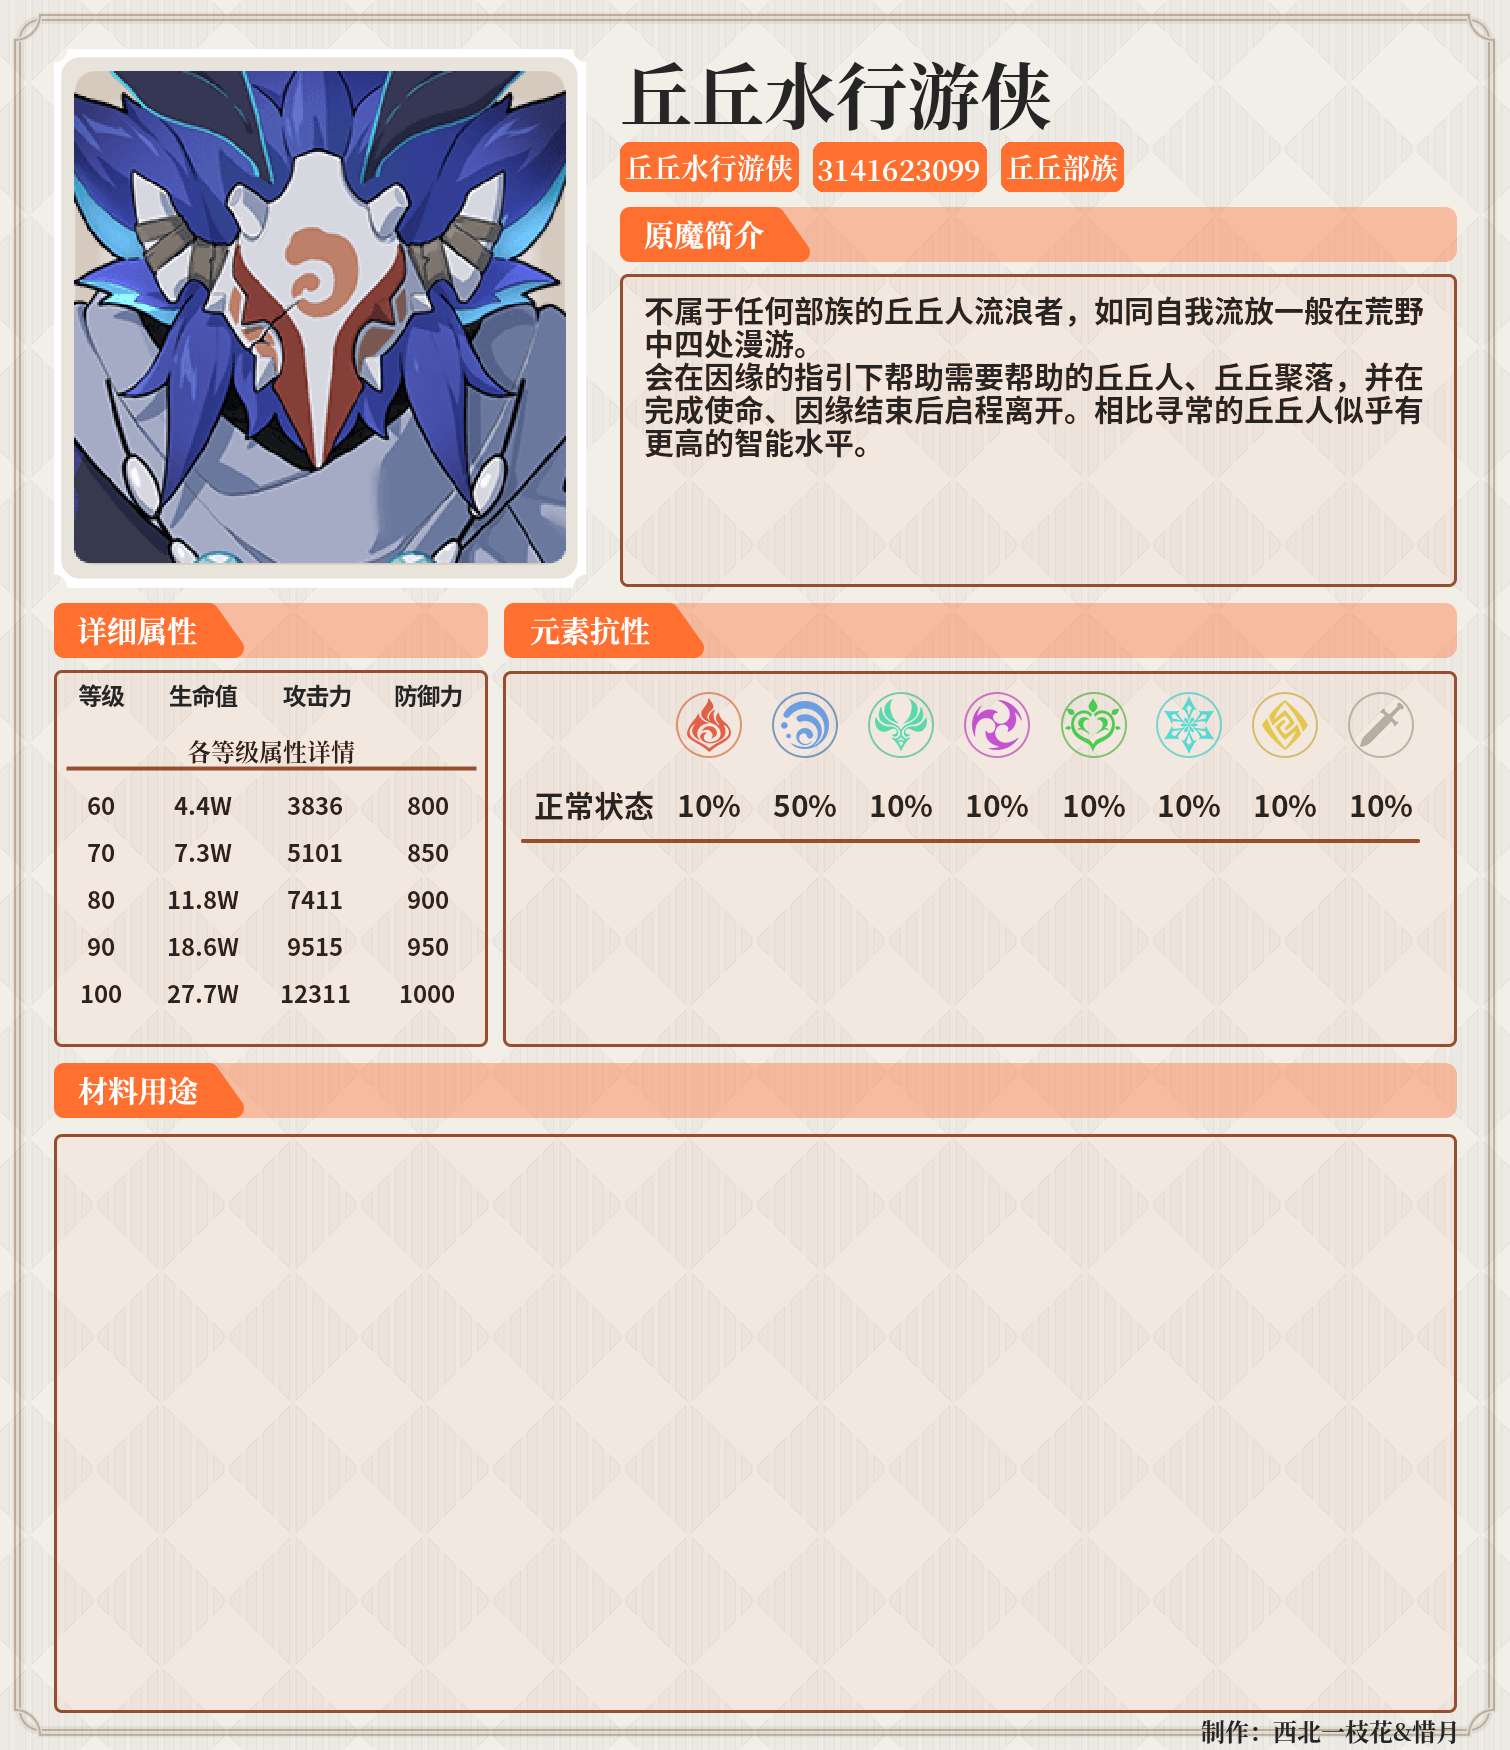 丘丘水行游侠
丘丘水行游侠 3141623099 丘丘部族
原魔简介
不属于任何部族的丘丘人流浪者，如同自我流放一般在荒野
中四处漫游。
会在因缘的指引下帮助需要帮助的丘丘人、丘丘聚落，并在
完成使命、因缘结束后启程离开。相比寻常的丘丘人似乎有
更高的智能水平。
详细属性
等级 生命值 攻击力 防御力
各等级属性详情
60 4.4W 3836 800
70 7.3W 5101 850
80 11.8W 7411 900
90 18.6W 9515 950
100 27.7W 12311 1000
元素抗性
正常状态 10% 50% 10% 10% 10% 10% 10% 10%
材料用途
制作：西北一枝花&惜月